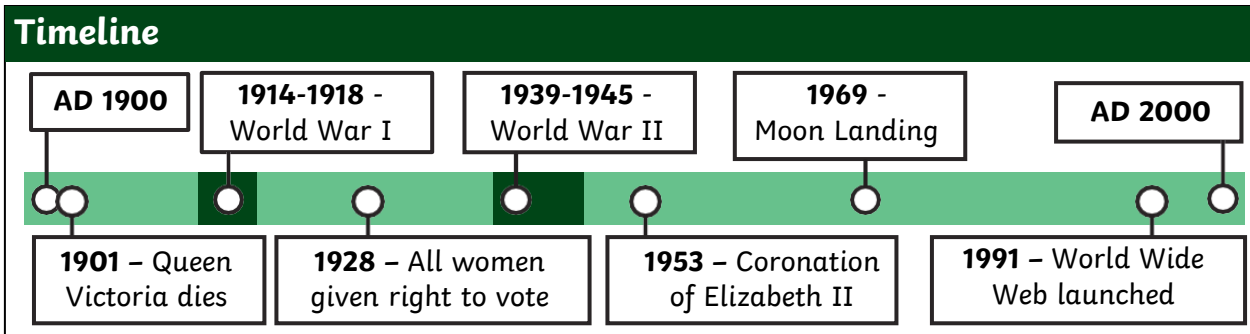 Timeline
AD 1900
1914-1918 -
World War I
1939-1945 -
World War II
1969 -
Moon Landing
AD 2000
1901 – Queen
Victoria dies
1928 – All women
given right to vote
1953 – Coronation
of Elizabeth II
1991 – World Wide
Web launched